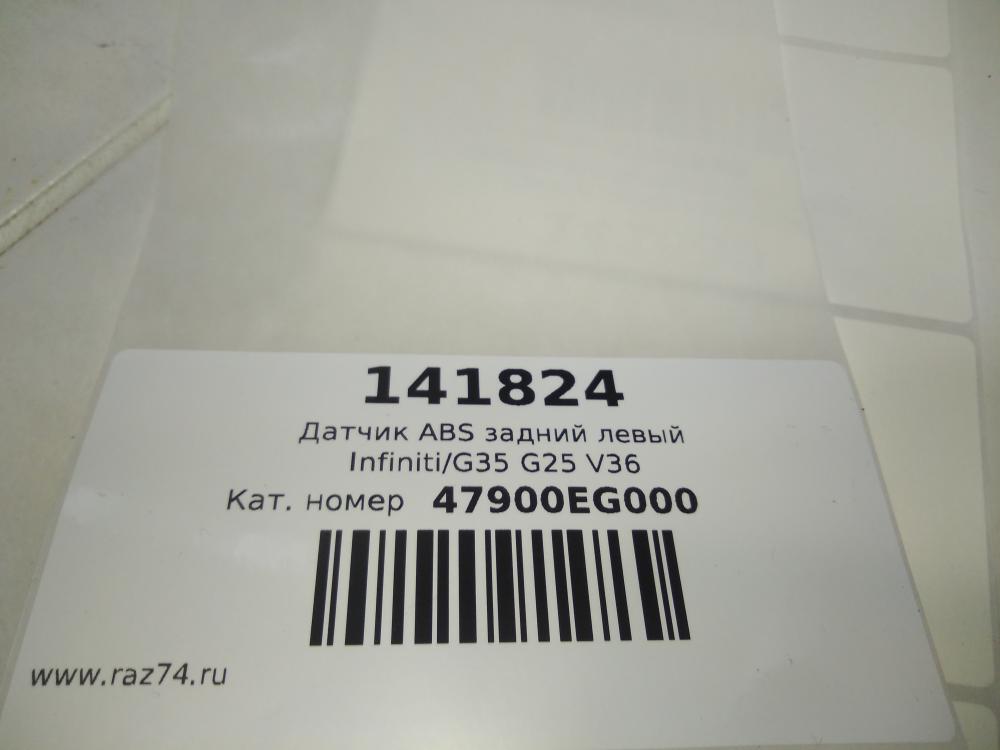 141824
Датчик ABS задний левый
Infiniti/G35 G25 V36
Кат. номер 47900EG000
www.raz74.ru